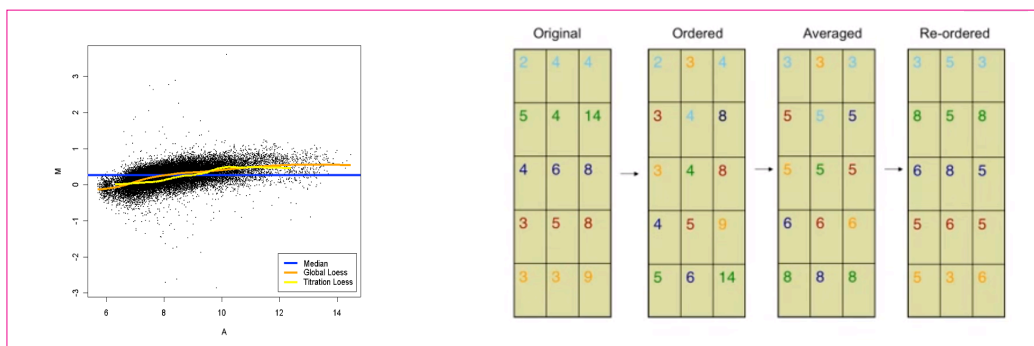 3
2
1
M
0
-1
-2
-3
Median
Global Loess
Titration Loess
6 8 10 12 14
A
Original Ordered Averaged Re-ordered
2 4 4 2 3 4 3 3 3 3 5 3
5 4 14 3 4 8 5 5 5 8 5 8
4 6 8 3 4 8 5 5 5 6 8 5
3 5 8 4 5 9 6 6 6 5 6 5
3 3 9 5 6 14 8 8 8 5 3 6